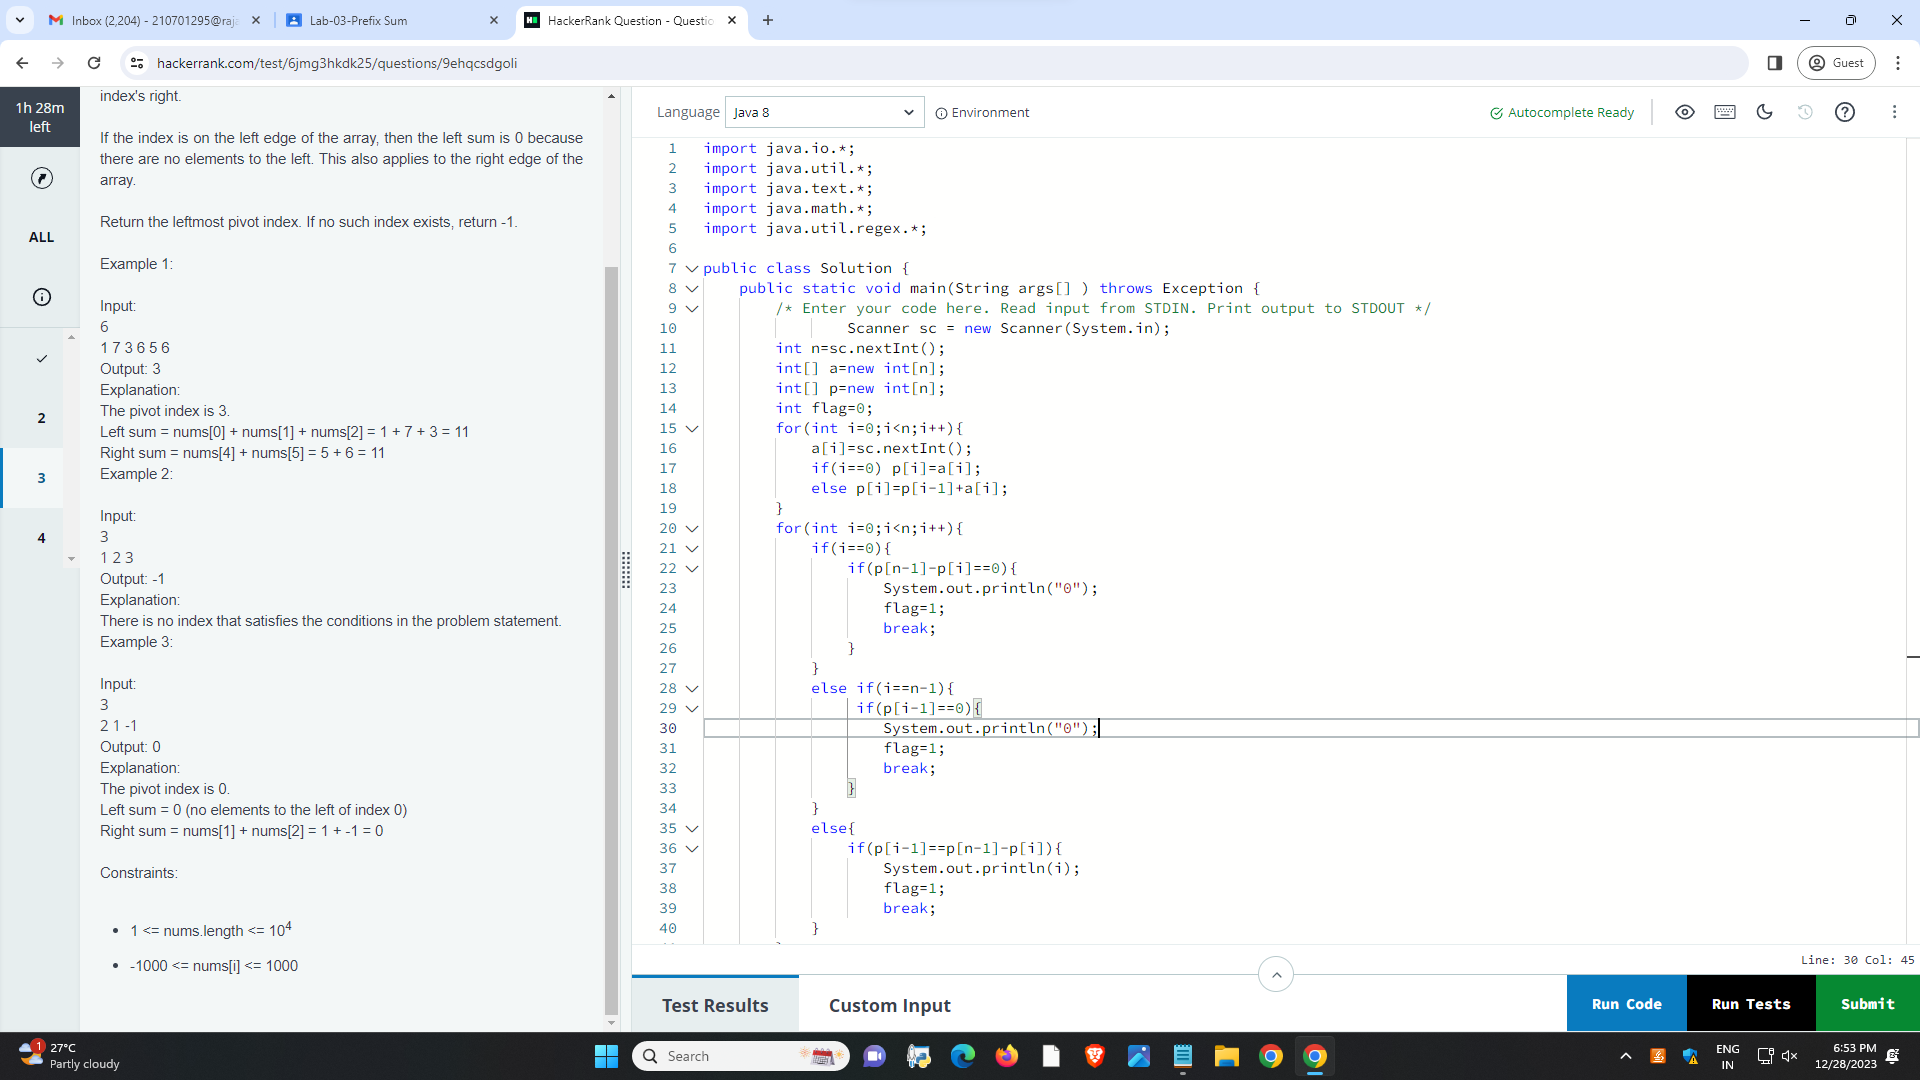 Inbox (2,204) - 210701295@raja
Lab-03-Prefix Sum
HackerRank Question - Questio
hackerrank.com/test/6jmg3hkdk25/questions/9ehqcsdgoli
Guest
1h 28m
left
ALL
2
3
4
index's right.
If the index is on the left edge of the array, then the left sum is 0 because
there are no elements to the left. This also applies to the right edge of the
array.
Return the leftmost pivot index. If no such index exists, return -1.
Example 1:
Input:
6
1 7 3 6 5 6
Output: 3
Explanation:
The pivot index is 3.
Left sum = nums[0] + nums[1] + nums[2] = 1 + 7 + 3 = 11
Right sum = nums[4] + nums[5] = 5 + 6 = 11
Example 2:
Input:
3
1 2 3
Output: -1
Explanation:
There is no index that satisfies the conditions in the problem statement.
Example 3:
Input:
3
2 1 -1
Output: 0
Explanation:
The pivot index is 0.
Left sum = 0 (no elements to the left of index 0)
Right sum = nums[1] + nums[2] = 1 + -1 = 0
Constraints:
• 1 <= nums.length <= 10⁴
• -1000 <= nums[i] <= 1000
Language Java 8 Environment Autocomplete Ready
1 import java.io.*;
2 import java.util.*;
3 import java.text.*;
4 import java.math.*;
5 import java.util.regex.*;
6
7 public class Solution {
8 public static void main(String args[] ) throws Exception {
9 /* Enter your code here. Read input from STDIN. Print output to STDOUT */
10 Scanner sc = new Scanner(System.in);
11 int n=sc.nextInt();
12 int[] a=new int[n];
13 int[] p=new int[n];
14 int flag=0;
15 for(int i=0;i<n;i++){
16 a[i]=sc.nextInt();
17 if(i==0) p[i]=a[i];
18 else p[i]=p[i-1]+a[i];
19 }
20 for(int i=0;i<n;i++){
21 if(i==0){
22 if(p[n-1]-p[i]==0){
23 System.out.println("0");
24 flag=1;
25 break;
26 }
27 }
28 else if(i==n-1){
29 if(p[i-1]==0){
30 System.out.println("0");
31 flag=1;
32 break;
33 }
34 }
35 else{
36 if(p[i-1]==p[n-1]-p[i]){
37 System.out.println(i);
38 flag=1;
39 break;
40 }
Line: 30 Col: 45
Test Results
Custom Input
Run Code
Run Tests
Submit
1
27°C
Partly cloudy
Search
ENG
IN
6:53 PM
12/28/2023